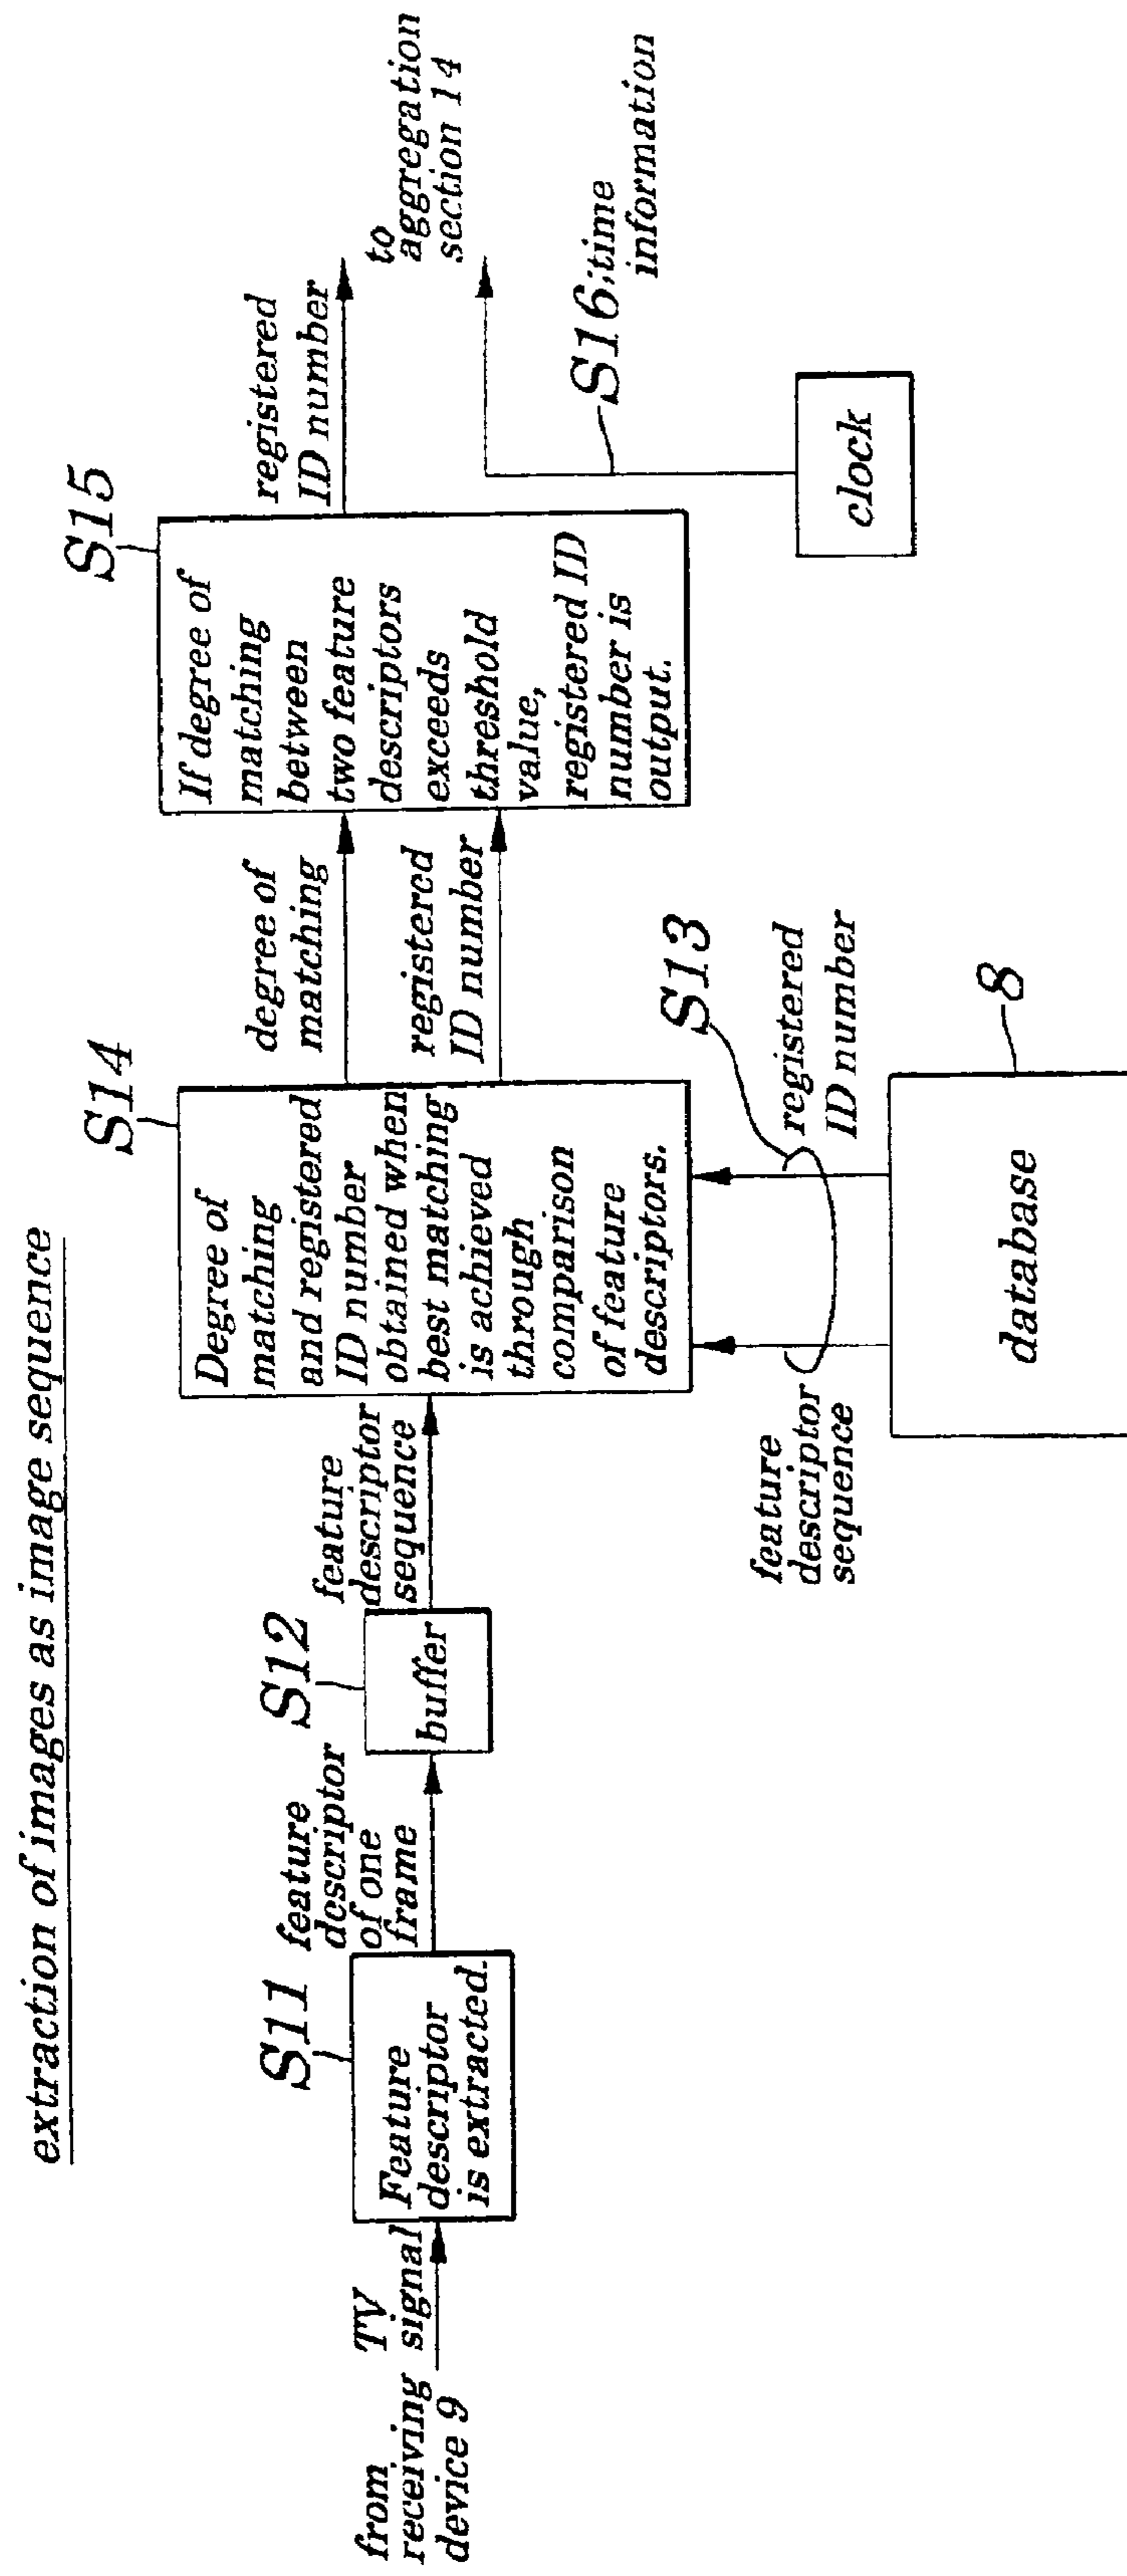 extraction of images as image sequence
from
receiving
device 9
TV
signal
S11
Feature
descriptor
is extracted.
feature
descriptor
of one
frame
S12
buffer
feature
descriptor
sequence
S14
Degree of
matching
and registered
ID number
obtained when
best matching
is achieved
through
comparison
of feature
descriptors.
feature
descriptor
sequence
S13
registered
ID number
8
database
degree of
matching
registered
ID number
S15
If degree of
matching
between
two feature
descriptors
exceeds
threshold
value,
registered ID
number is
output.
registered
ID number
to
aggregation
section 14
S16;time
information
clock